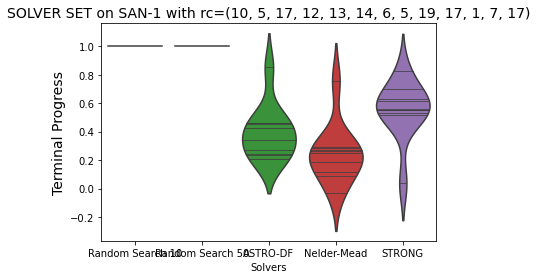 SOLVER SET on SAN-1 with rc=(10, 5, 17, 12, 13, 14, 6, 5, 19, 17, 1, 7, 17)
Terminal Progress
1.0
0.8
0.6
0.4
0.2
0.0
−0.2
Random Search 10 Random Search 50 ASTRO-DF Nelder-Mead STRONG
Solvers